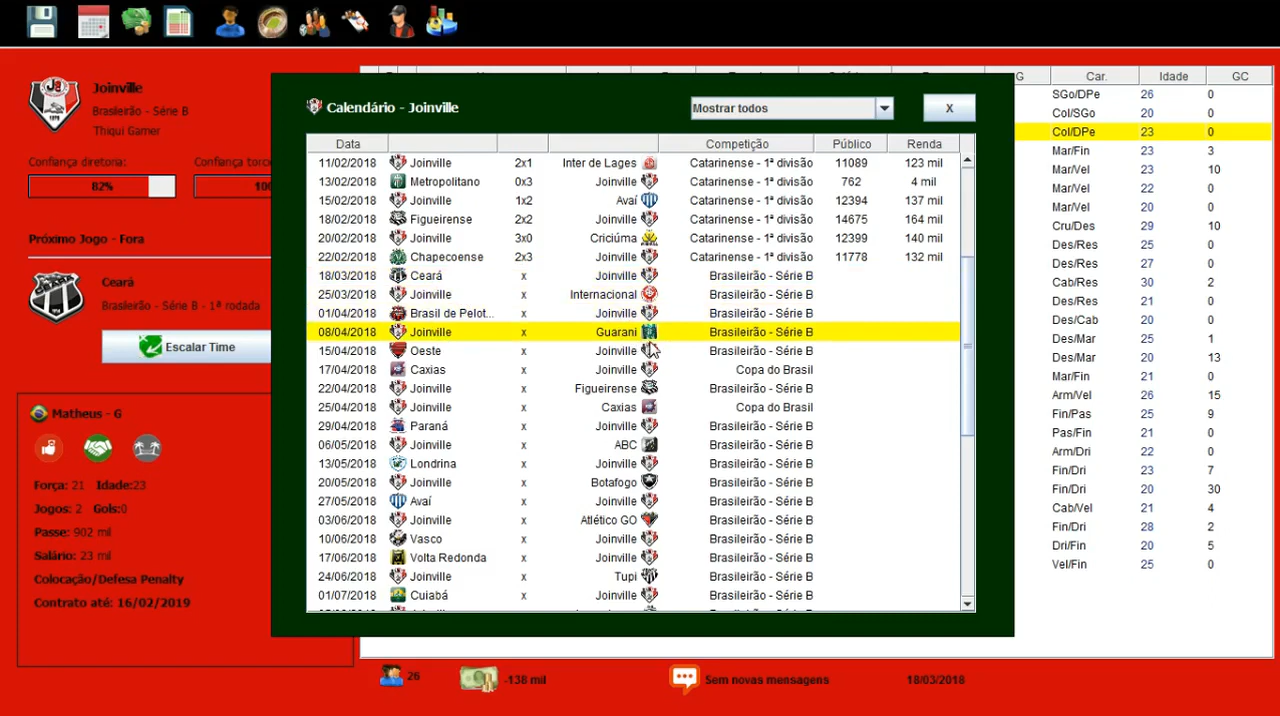 Joinville
Brasileirão - Série B
Thiqui Gamer
Confiança diretoria:
Confiança torc
82%
100
Próximo Jogo - Fora
Ceará
Brasileirão - Série B - 1ª rodada
Escalar Time
Matheus - G
Força: 21 Idade:23
Jogos: 2 Gols:0
Passe: 902 mil
Salário: 23 mil
Colocação/Defesa Penalty
Contrato até: 16/02/2019
Calendário - Joinville
Mostrar todos
X
Data Competição Público Renda
11/02/2018 Joinville 2x1 Inter de Lages Catarinense - 1ª divisão 11089 123 mil
13/02/2018 Metropolitano 0x3 Joinville Catarinense - 1ª divisão 762 4 mil
15/02/2018 Joinville 1x2 Avaí Catarinense - 1ª divisão 12394 137 mil
18/02/2018 Figueirense 2x2 Joinville Catarinense - 1ª divisão 14675 164 mil
20/02/2018 Joinville 3x0 Criciúma Catarinense - 1ª divisão 12399 140 mil
22/02/2018 Chapecoense 2x3 Joinville Catarinense - 1ª divisão 11778 132 mil
18/03/2018 Ceará x Joinville Brasileirão - Série B
25/03/2018 Joinville x Internacional Brasileirão - Série B
01/04/2018 Brasil de Pelot... x Joinville Brasileirão - Série B
08/04/2018 Joinville x Guarani Brasileirão - Série B
15/04/2018 Oeste x Joinville Brasileirão - Série B
17/04/2018 Caxias x Joinville Copa do Brasil
22/04/2018 Joinville x Figueirense Brasileirão - Série B
25/04/2018 Joinville x Caxias Copa do Brasil
29/04/2018 Paraná x Joinville Brasileirão - Série B
06/05/2018 Joinville x ABC Brasileirão - Série B
13/05/2018 Londrina x Joinville Brasileirão - Série B
20/05/2018 Joinville x Botafogo Brasileirão - Série B
27/05/2018 Avaí x Joinville Brasileirão - Série B
03/06/2018 Joinville x Atlético GO Brasileirão - Série B
10/06/2018 Vasco x Joinville Brasileirão - Série B
17/06/2018 Volta Redonda x Joinville Brasileirão - Série B
24/06/2018 Joinville x Tupi Brasileirão - Série B
01/07/2018 Cuiabá x Joinville Brasileirão - Série B
G Car. Idade GC
SGo/DPe 26 0
Col/SGo 20 0
Col/DPe 23 0
Mar/Fin 23 3
Mar/Vel 23 10
Mar/Vel 22 0
Mar/Vel 20 0
Cru/Des 29 10
Des/Res 25 0
Des/Res 27 0
Cab/Res 30 2
Des/Res 21 0
Des/Cab 20 0
Des/Mar 25 1
Des/Mar 20 13
Mar/Fin 21 0
Arm/Vel 26 15
Fin/Pas 25 9
Pas/Fin 21 0
Arm/Dri 22 0
Fin/Dri 23 7
Fin/Dri 20 30
Cab/Vel 21 4
Fin/Dri 28 2
Dri/Fin 20 5
Vel/Fin 25 0
26
-138 mil
Sem novas mensagens
18/03/2018